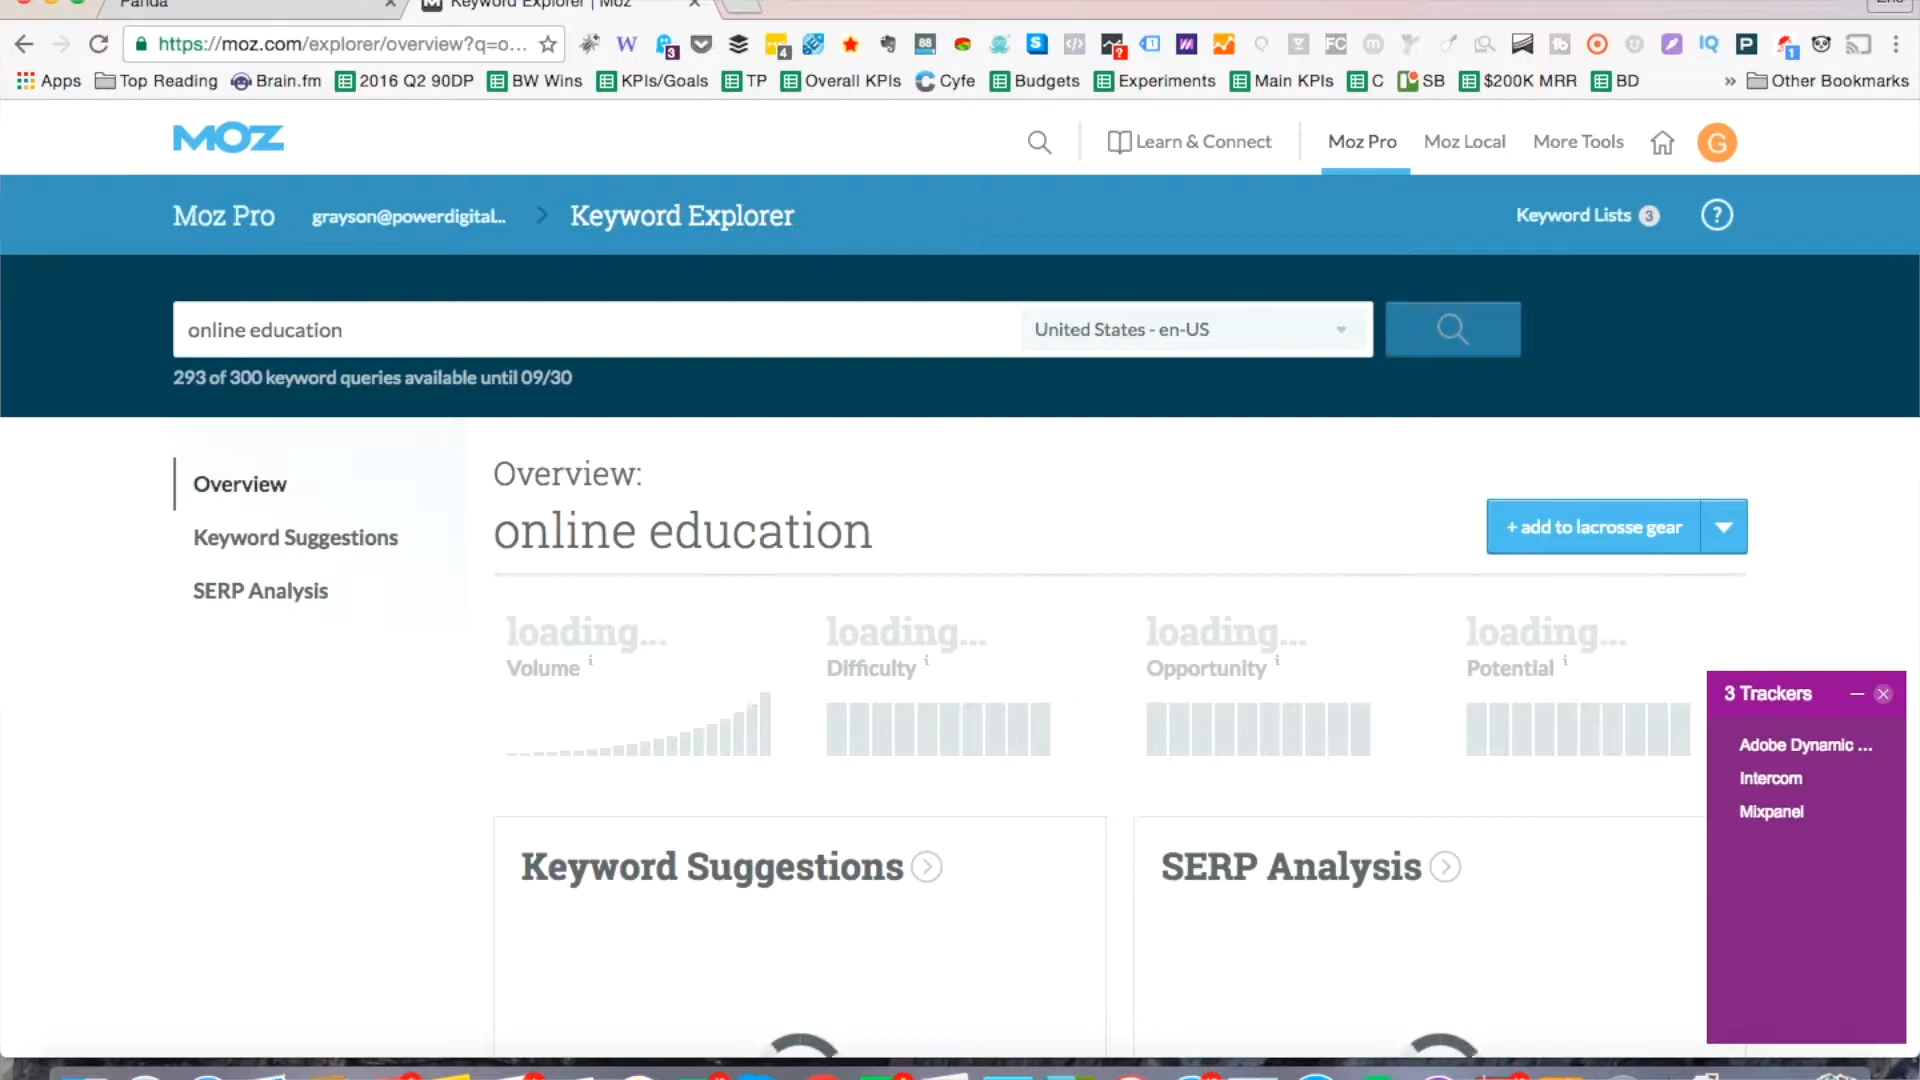 Panda
Keyword Explorer | Moz
https://moz.com/explorer/overview?q=o...
Apps
Top Reading
Brain.fm
2016 Q2 90DP
BW Wins
KPIs/Goals
TP
Overall KPIs
Cyfe
Budgets
Experiments
Main KPIs
C
SB
$200K MRR
BD
» Other Bookmarks
MOZ
Learn & Connect
Moz Pro
Moz Local
More Tools
G
Moz Pro
grayson@powerdigital...
Keyword Explorer
Keyword Lists 3
?
online education
United States - en-US
293 of 300 keyword queries available until 09/30
Overview
Keyword Suggestions
SERP Analysis
Overview:
online education
+ add to lacrosse gear
loading...
Volume i
loading...
Difficulty i
loading...
Opportunity i
loading...
Potential i
3 Trackers
Adobe Dynamic ...
Intercom
Mixpanel
Keyword Suggestions
SERP Analysis